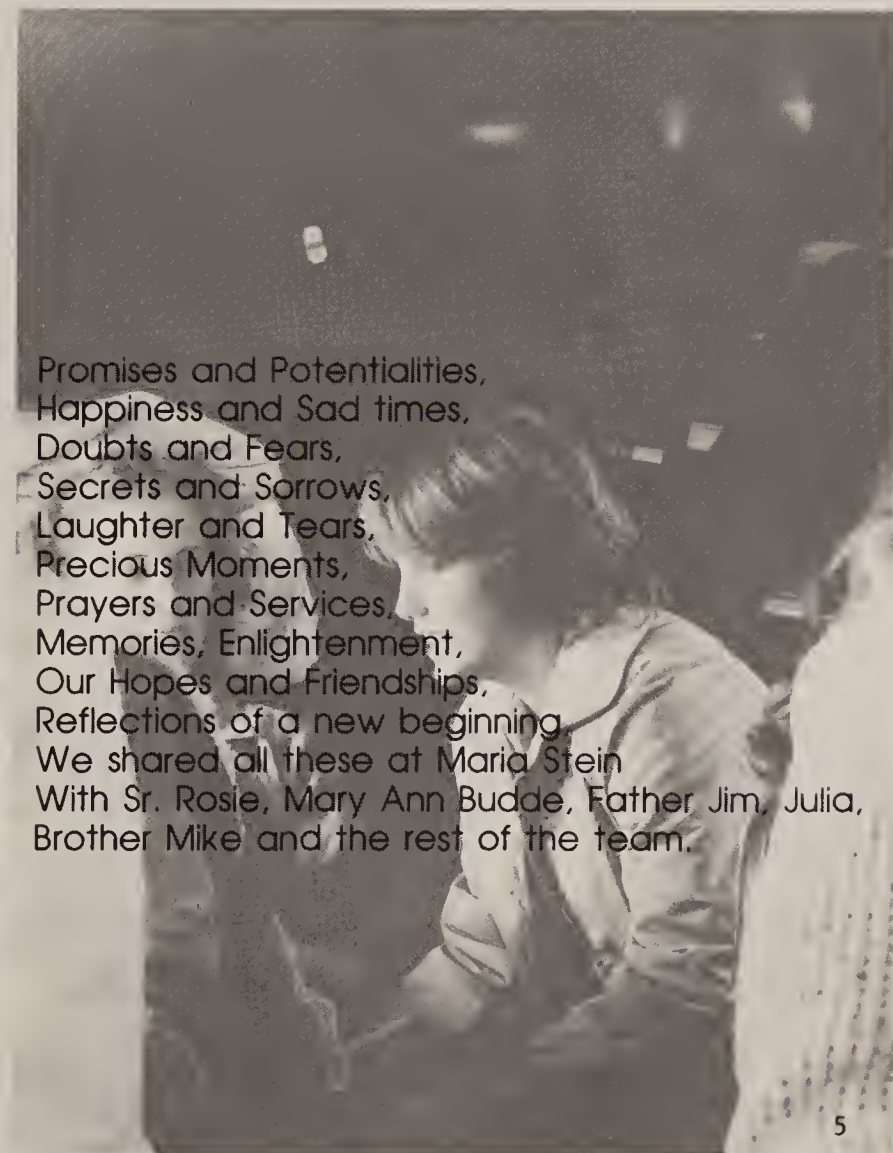 Promises and Potentialities,
Happiness and Sad times,
Doubts and Fears,
Secrets and Sorrows,
Laughter and Tears,
Precious Moments,
Prayers and Services,
Memories, Enlightenment,
Our Hopes and Friendships,
Reflections of a new beginning,
We shared all these at Maria Stein
With Sr. Rosie, Mary Ann Budde, Father Jim, Julia,
Brother Mike and the rest of the team.
5